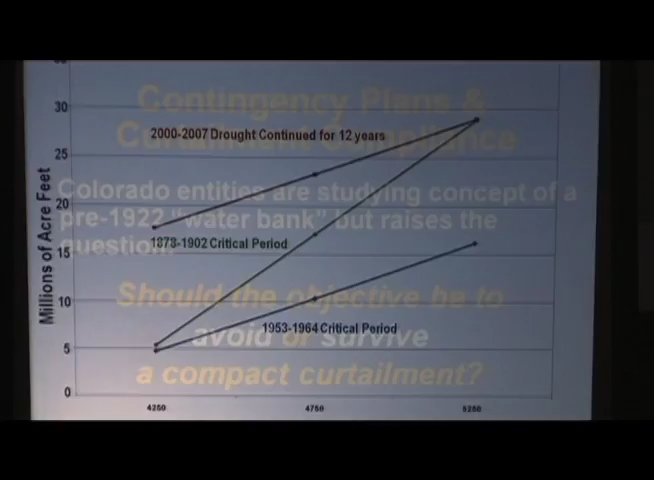 Contingency Plans &
Curtailment Compliance
Colorado entities are studying concept of a
pre-1922 "water bank" but raises the
question:
Should the objective be to
avoid or survive
a compact curtailment?
Millions of Acre Feet
30
25
20
15
10
5
0
2000-2007 Drought Continued for 12 years
1878-1902 Critical Period
1953-1964 Critical Period
4250
4750
5250